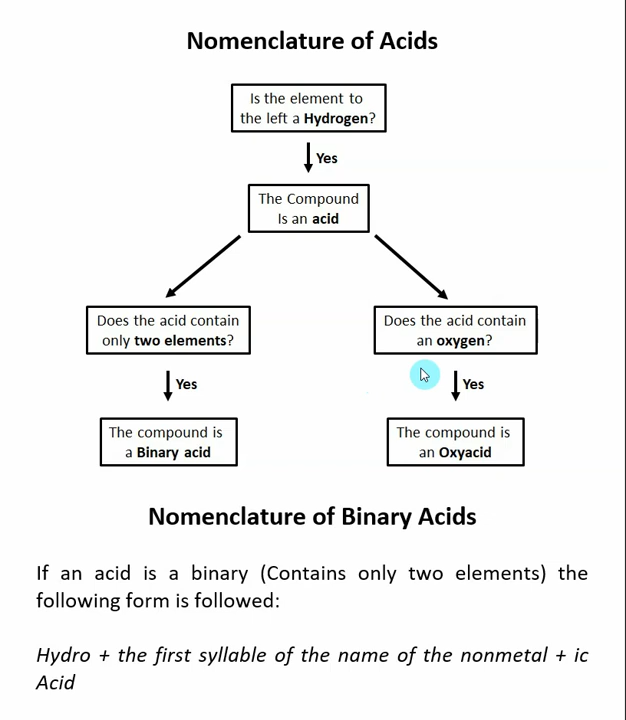 Nomenclature of Acids
Is the element to
the left a Hydrogen?
Yes
The Compound
Is an acid
Does the acid contain
only two elements?
Does the acid contain
an oxygen?
Yes
Yes
The compound is
a Binary acid
The compound is
an Oxyacid
Nomenclature of Binary Acids
If an acid is a binary (Contains only two elements) the
following form is followed:
Hydro + the first syllable of the name of the nonmetal + ic
Acid